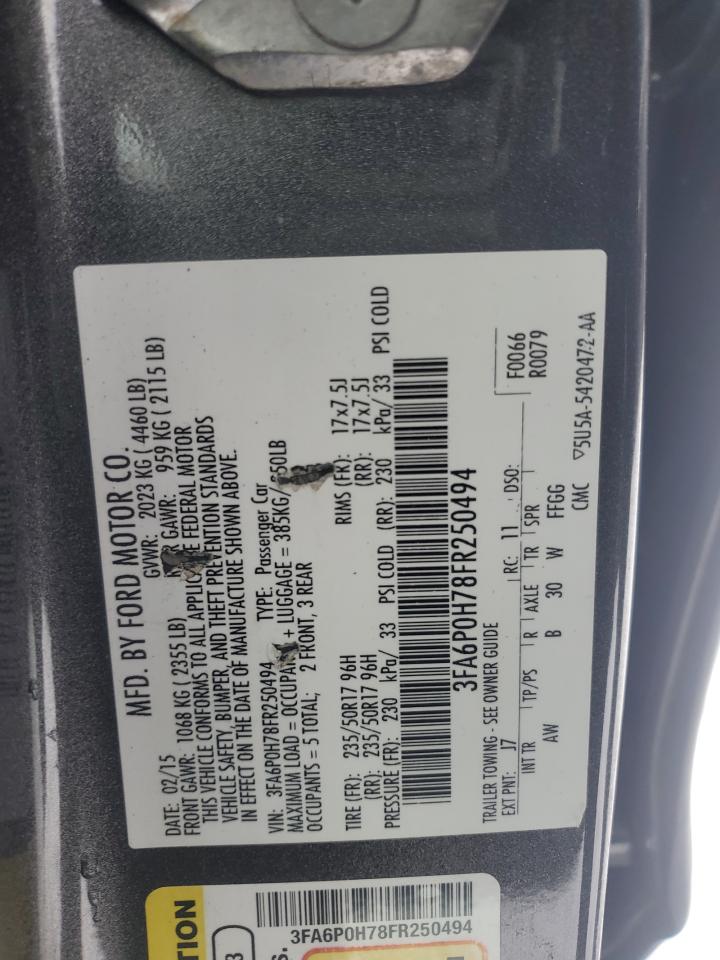 MFD. BY FORD MOTOR CO.
DATE: 02/15 GVWR: 2023 KG ( 4460 LB)
FRONT GAWR: 1068 KG ( 2355 LB) GAWR: 959 KG ( 2115 LB)
THIS VEHICLE CONFORMS TO ALL FEDERAL MOTOR
VEHICLE SAFETY, BUMPER, AND THEFT PREVENTION STANDARDS
IN EFFECT ON THE DATE OF MANUFACTURE SHOWN ABOVE.
VIN: 3FA6P0H78FR250494 TYPE: Passenger Car
MAXIMUM LOAD = + LUGGAGE = 385KG/
OCCUPANTS = 5 TOTAL: 2 FRONT, 3 REAR
TIRE (FR): 235/50R17 96H RIMS (FR): 17x7.5J
(RR): 235/50R17 96H (RR): 17x7.5J
PRESSURE (FR): 230 kPa/ 33 PSI COLD (RR): 230 kPa/ 33 PSI COLD
3FA6P0H78FR250494
TRAILER TOWING - SEE OWNER GUIDE F0066
EXT PNT: J7 RC: 11 DSO: R0079
INT TR TP/PS R AXLE TR SPR
AW B 30 W FFGG
CMC ▽5U5A-5420472-AA
3FA6P0H78FR250494